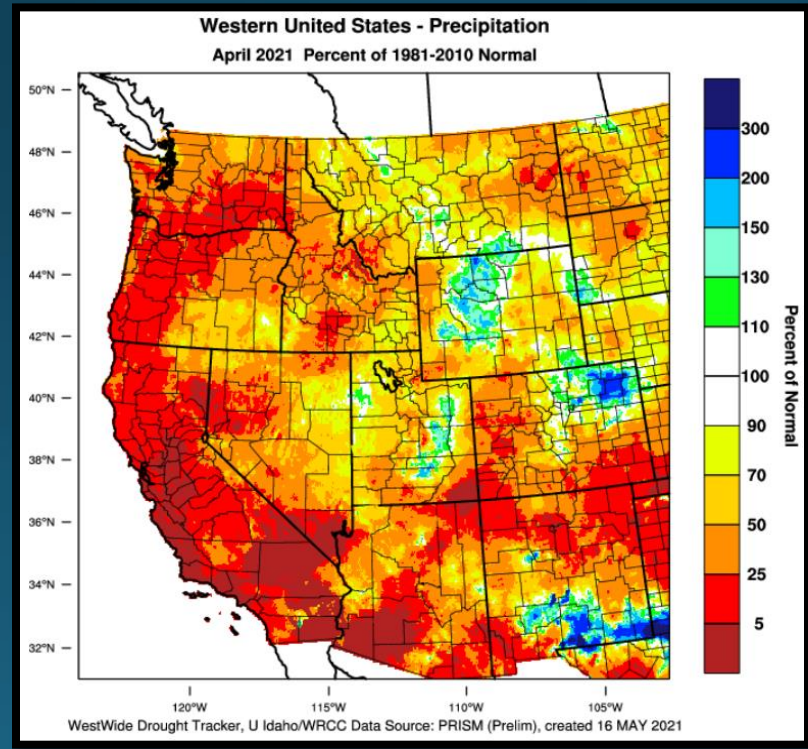 Western United States - Precipitation
April 2021 Percent of 1981-2010 Normal
50°N
48°N
46°N
44°N
42°N
40°N
38°N
36°N
34°N
32°N
120°W
115°W
110°W
105°W
300
200
150
130
110
100
90
70
50
25
5
Percent of Normal
WestWide Drought Tracker, U Idaho/WRCC Data Source: PRISM (Prelim), created 16 MAY 2021